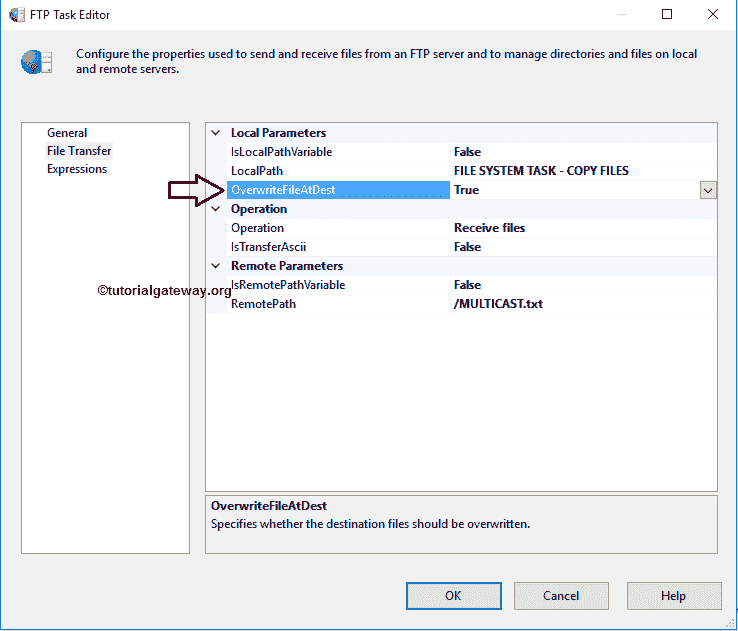 FTP Task Editor
Configure the properties used to send and receive files from an FTP server and to manage directories and files on local
and remote servers.
General
File Transfer
Expressions
©tutorialgateway.org
Local Parameters
IsLocalPathVariable False
LocalPath FILE SYSTEM TASK - COPY FILES
OverwriteFileAtDest True
Operation
Operation Receive files
IsTransferAscii False
Remote Parameters
IsRemotePathVariable False
RemotePath /MULTICAST.txt
OverwriteFileAtDest
Specifies whether the destination files should be overwritten.
OK Cancel Help